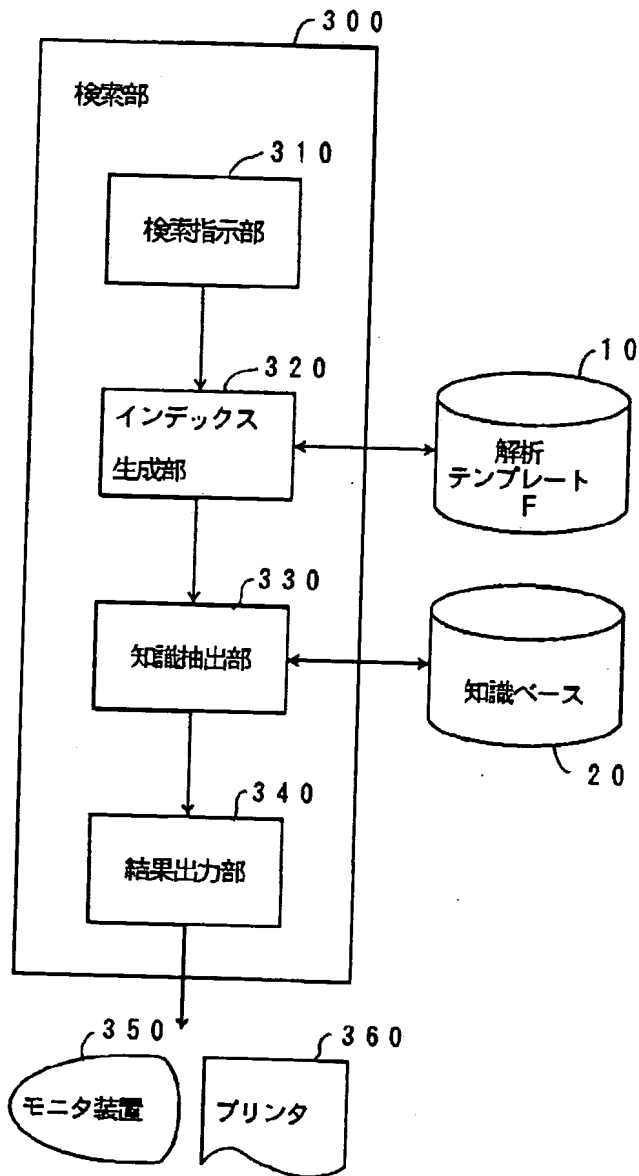 300
検索部
310
検索指示部
320
インデックス
生成部
10
解析
テンプレート
F
330
知識抽出部
知識ベース
20
340
結果出力部
350
モニタ装置
360
プリンタ